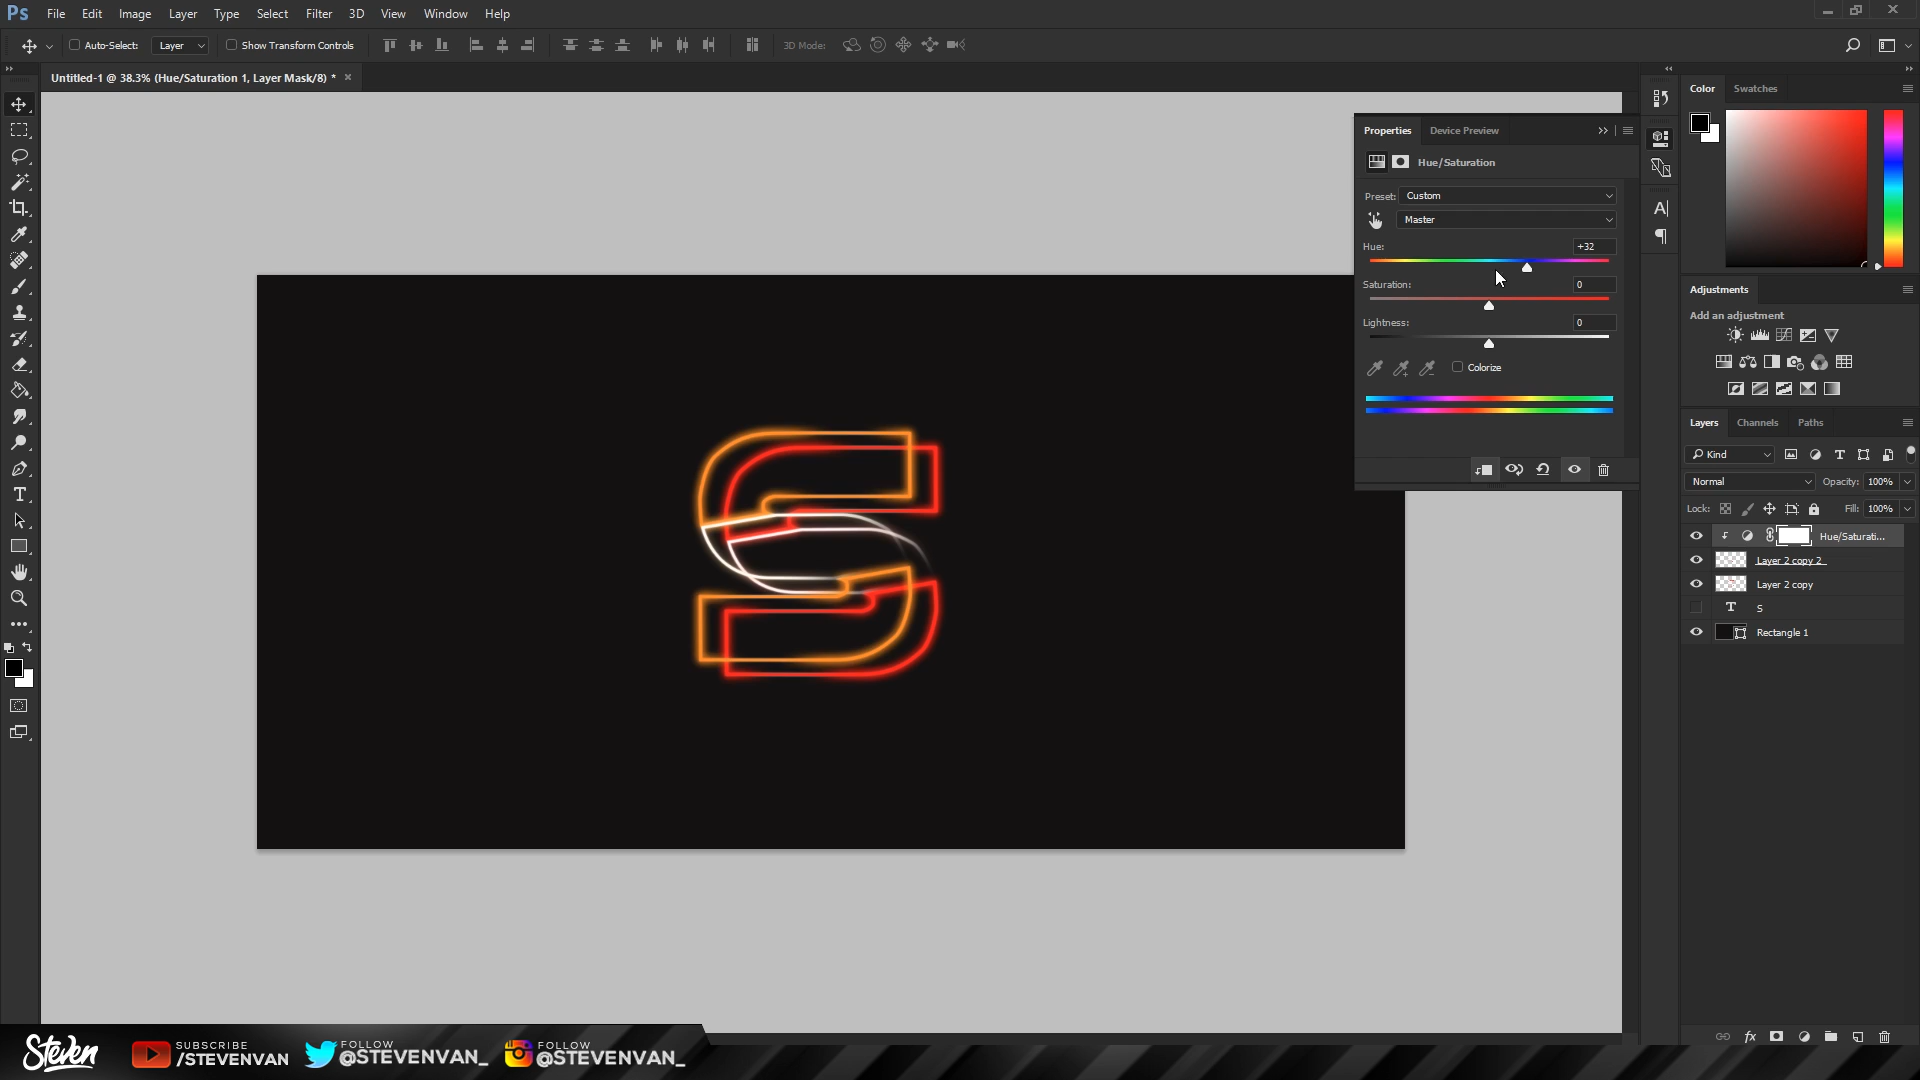 Ps File Edit Image Layer Type Select Filter 3D View Window Help
Auto-Select: Layer Show Transform Controls 3D Mode:
Untitled-1 @ 38.3% (Hue/Saturation 1, Layer Mask/8) *
Color Swatches
Properties Device Preview
Hue/Saturation
Preset: Custom
Master
Hue: +32
Saturation: 0
Lightness: 0
Colorize
Adjustments
Add an adjustment
Layers Channels Paths
Kind
Normal Opacity: 100%
Lock: Fill: 100%
Hue/Saturati...
Layer 2 copy 2
Layer 2 copy
S
Rectangle 1
S
Steven
SUBSCRIBE
/STEVENVAN
FOLLOW
@STEVENVAN_
FOLLOW
@STEVENVAN_